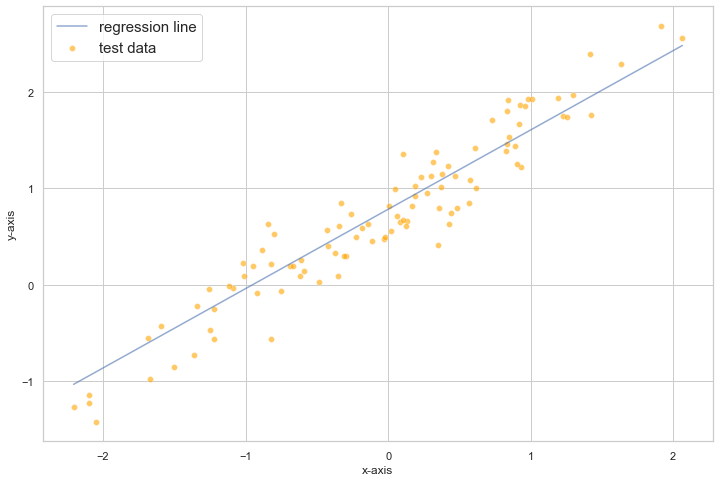 regression line
test data
2
1
0
−1
y-axis
−2
−1
0
1
2
x-axis